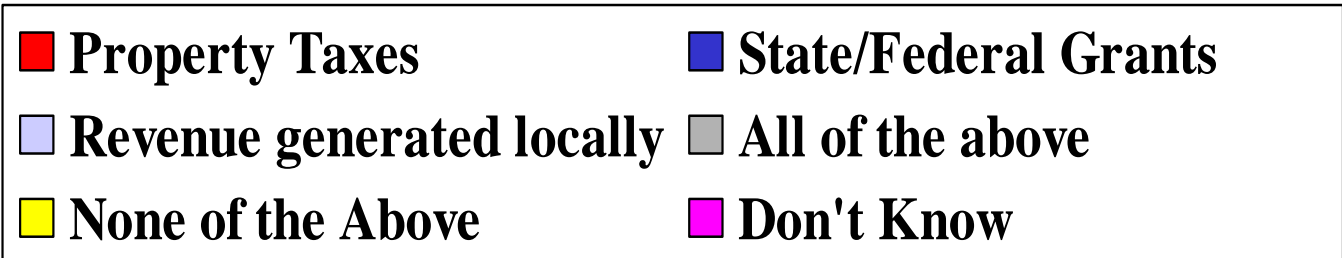 Property Taxes State/Federal Grants
Revenue generated locally All of the above
None of the Above Don't Know